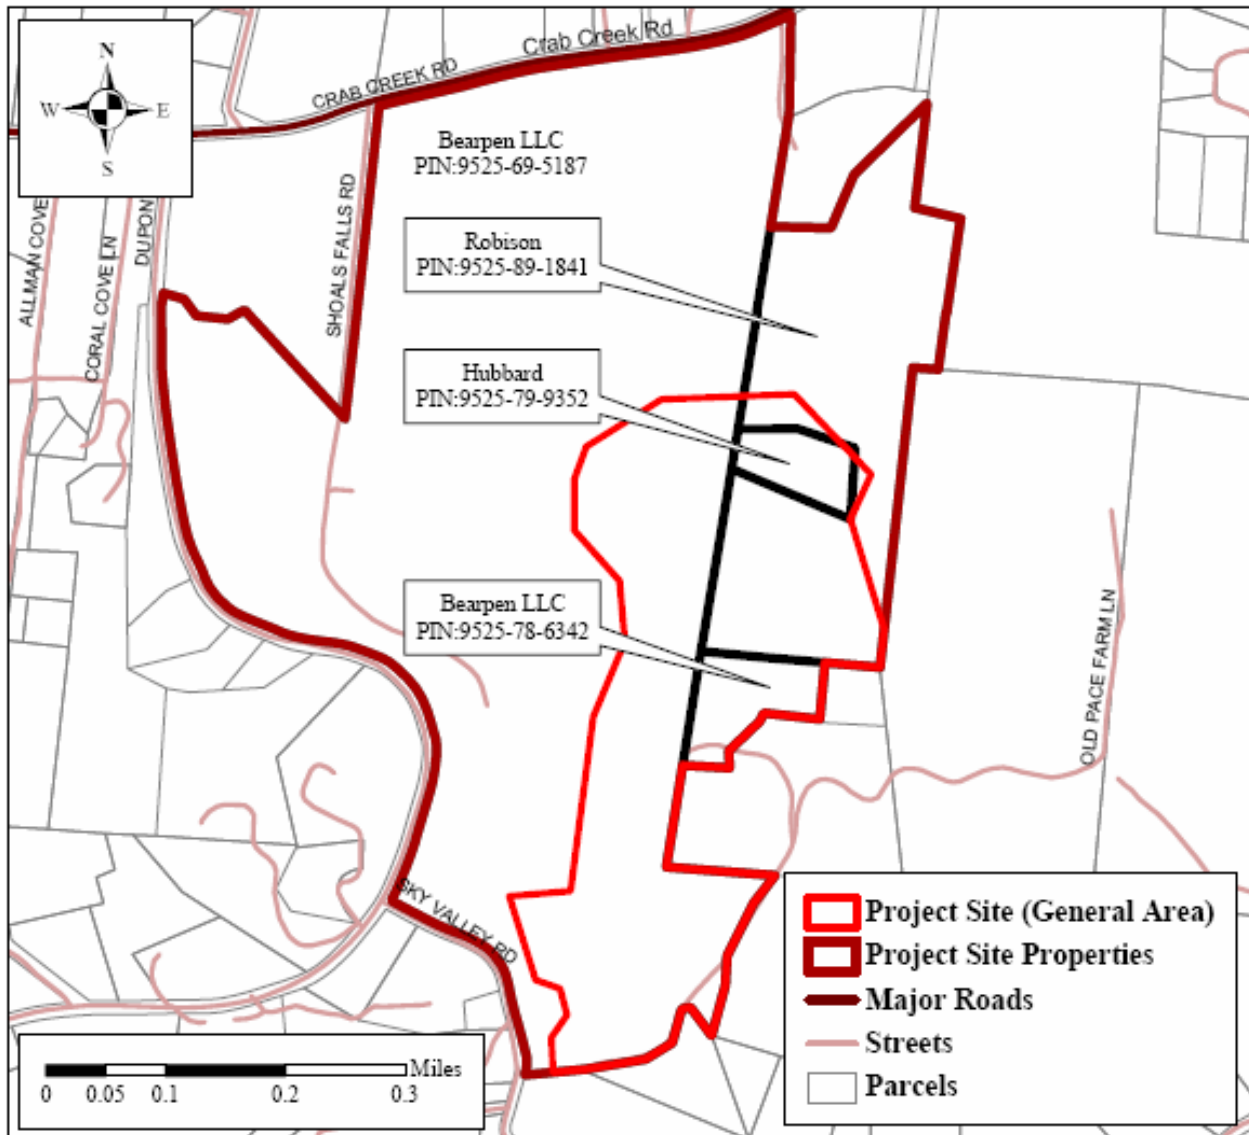 N
W E
S
CRAB CREEK RD
Crab Creek Rd
Bearpen LLC
PIN:9525-69-5187
Robison
PIN:9525-89-1841
Hubbard
PIN:9525-79-9352
Bearpen LLC
PIN:9525-78-6342
ALLMAN COVE
CORAL COVE LN
DUPON
SHOALS FALLS RD
OLD PACE FARM LN
SKY VALLEY RD
Project Site (General Area)
Project Site Properties
Major Roads
Streets
Parcels
Miles
0 0.05 0.1 0.2 0.3